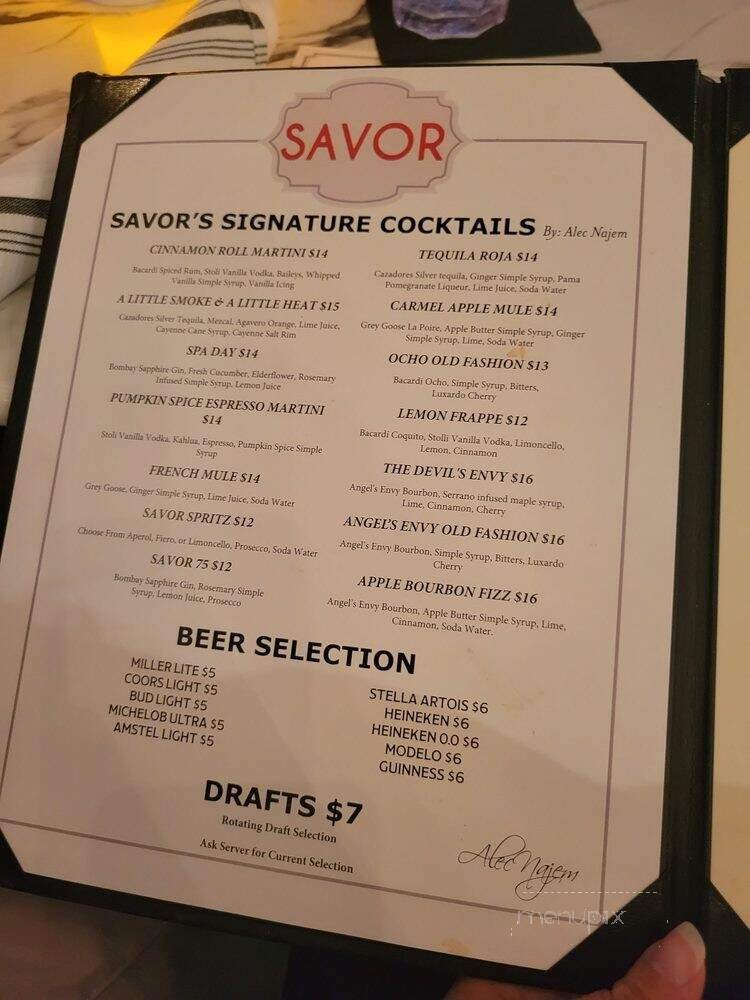 SAVOR
SAVOR'S SIGNATURE COCKTAILS By: Alec Najem
CINNAMON ROLL MARTINI $14
Bacardi Spiced Rum, Stoli Vanilla Vodka, Baileys, Whipped
Vanilla Simple Syrup, Vanilla Icing
A LITTLE SMOKE & A LITTLE HEAT $15
Cazadores Silver Tequila, Mezcal, Agavero Orange, Lime Juice,
Cayenne Cane Syrup, Cayenne Salt Rim
SPA DAY $14
Bombay Sapphire Gin, Fresh Cucumber, Elderflower, Rosemary
Infused Simple Syrup, Lemon Juice
PUMPKIN SPICE ESPRESSO MARTINI
$14
Stoli Vanilla Vodka, Kahlua, Espresso, Pumpkin Spice Simple
Syrup
FRENCH MULE $14
Grey Goose, Ginger Simple Syrup, Lime Juice, Soda Water
SAVOR SPRITZ $12
Choose From Aperol, Fiero, or Limoncello, Prosecco, Soda Water
SAVOR 75 $12
Bombay Sapphire Gin, Rosemary Simple
Syrup, Lemon Juice, Prosecco
TEQUILA ROJA $14
Cazadores Silver tequila, Ginger Simple Syrup, Pama
Pomegranate Liqueur, Lime Juice, Soda Water
CARMEL APPLE MULE $14
Grey Goose La Poire, Apple Butter Simple Syrup, Ginger
Simple Syrup, Lime, Soda Water
OCHO OLD FASHION $13
Bacardi Ocho, Simple Syrup, Bitters,
Luxardo Cherry
LEMON FRAPPE $12
Bacardi Coquito, Stolli Vanilla Vodka, Limoncello,
Lemon, Cinnamon
THE DEVIL'S ENVY $16
Angel's Envy Bourbon, Serrano infused maple syrup,
Lime, Cinnamon, Cherry
ANGEL'S ENVY OLD FASHION $16
Angel's Envy Bourbon, Simple Syrup, Bitters, Luxardo
Cherry
APPLE BOURBON FIZZ $16
Angel's Envy Bourbon, Apple Butter Simple Syrup, Lime,
Cinnamon, Soda Water.
BEER SELECTION
MILLER LITE $5
COORS LIGHT $5
BUD LIGHT $5
MICHELOB ULTRA $5
AMSTEL LIGHT $5
STELLA ARTOIS $6
HEINEKEN $6
HEINEKEN 0.0 $6
MODELO $6
GUINNESS $6
DRAFTS $7
Rotating Draft Selection
Ask Server for Current Selection
Alec Najem
menupix